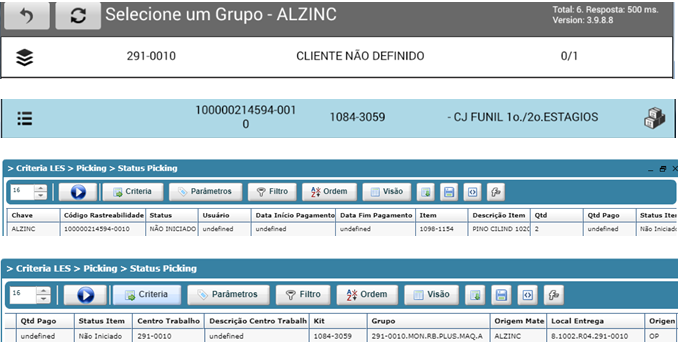 Selecione um Grupo - ALZINC
Total: 6. Resposta: 500 ms.
Version: 3.9.8.8
291-0010 CLIENTE NÃO DEFINIDO 0/1
100000214594-001
0
1084-3059 - CJ FUNIL 1o./2o.ESTAGIOS
> Criteria LES > Picking > Status Picking
16 Criteria Parâmetros Filtro Ordem Visão
Chave Código Rastreabilidade Status Usuário Data Início Pagamento Data Fim Pagamento Item Descrição Item Qtd Qtd Pago Status Iter
ALZINC 100000214594-0010 NÃO INICIADO undefined undefined undefined 1098-1154 PINO CILIND 1020 2 undefined Não Iniciado
> Criteria LES > Picking > Status Picking
16 Criteria Parâmetros Filtro Ordem Visão
Qtd Pago Status Item Centro Trabalho Descrição Centro Trabalh Kit Grupo Origem Mate Local Entrega Origen
undefined Não Iniciado 291-0010 undefined 1084-3059 291-0010.MON.RB.PLUS.MAQ.A ALZINC 8.1002.R04.291-0010 OP